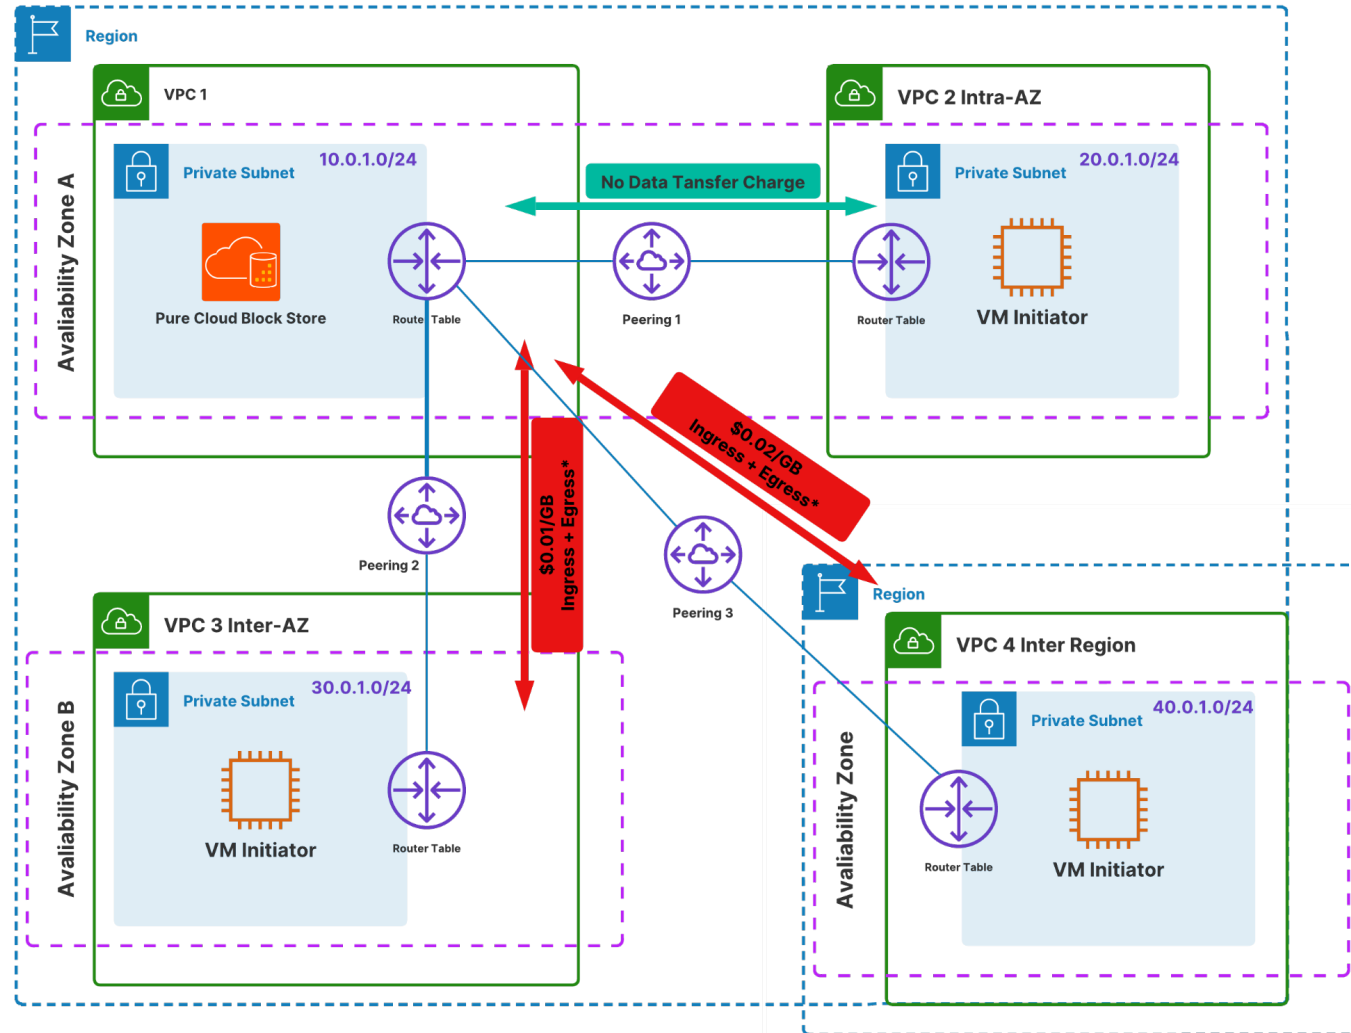 Region
VPC 1
VPC 2 Intra-AZ
Avaliability Zone A
Private Subnet
10.0.1.0/24
Pure Cloud Block Store
Router Table
No Data Tansfer Charge
Peering 1
Private Subnet
20.0.1.0/24
Router Table
VM Initiator
$0.01/GB
Ingress + Egress*
$0.02/GB
Ingress + Egress*
Peering 2
Peering 3
VPC 3 Inter-AZ
Avaliability Zone B
Private Subnet
30.0.1.0/24
VM Initiator
Router Table
Region
VPC 4 Inter Region
Avaliability Zone
Private Subnet
40.0.1.0/24
Router Table
VM Initiator